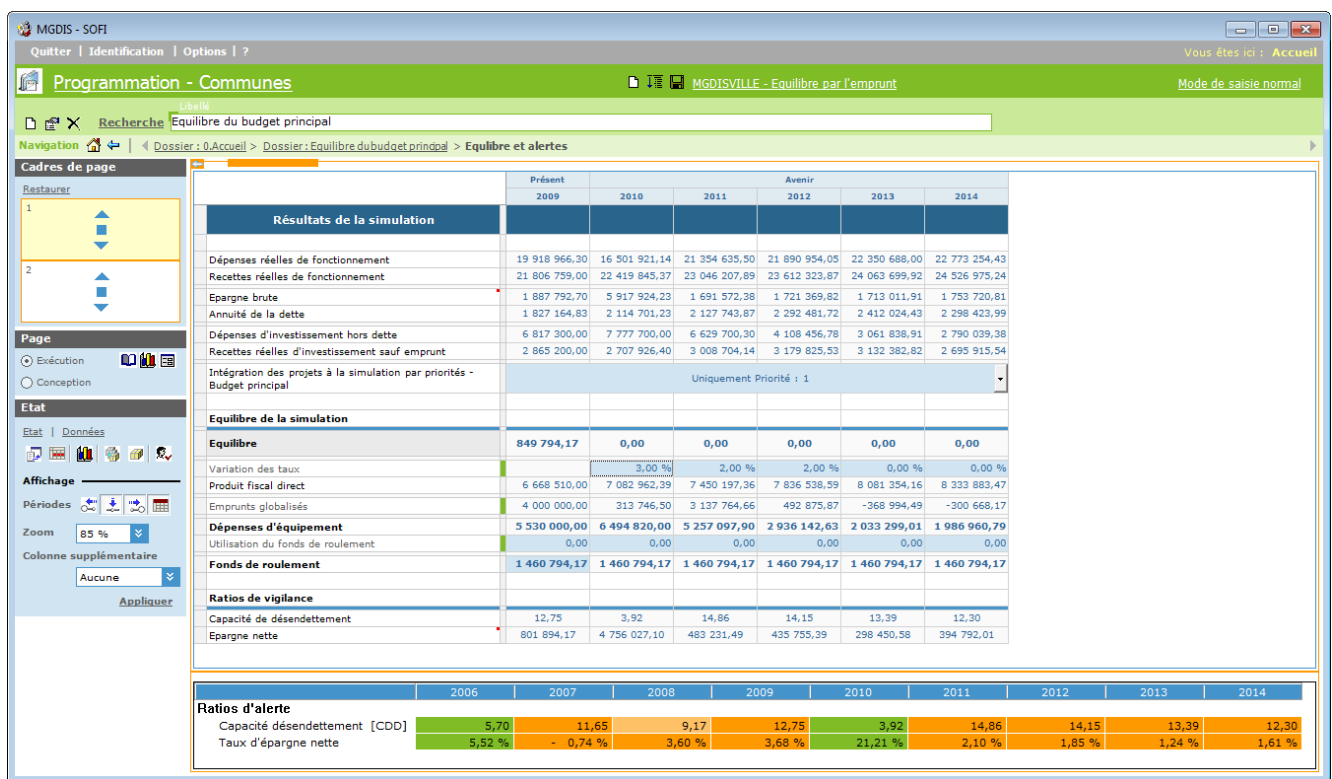 MGDIS - SOFI
Quitter | Identification | Options | ?
Vous êtes ici : Accueil
Programmation - Communes
MGDISVILLE - Equilibre par l'emprunt
Mode de saisie normal
Libellé
Recherche Equilibre du budget principal
Navigation Dossier : 0.Accueil > Dossier : Equilibre du budget principal > Equlibre et alertes
Cadres de page
Restaurer
1
2
Page
Exécution
Conception
Etat
Etat | Données
Affichage
Périodes
Zoom 85 %
Colonne supplémentaire
Aucune
Appliquer
Présent Avenir
2009 2010 2011 2012 2013 2014
Résultats de la simulation
Dépenses réelles de fonctionnement 19 918 966,30 16 501 921,14 21 354 635,50 21 890 954,05 22 350 688,00 22 773 254,43
Recettes réelles de fonctionnement 21 806 759,00 22 419 845,37 23 046 207,89 23 612 323,87 24 063 699,92 24 526 975,24
Epargne brute 1 887 792,70 5 917 924,23 1 691 572,38 1 721 369,82 1 713 011,91 1 753 720,81
Annuité de la dette 1 827 164,83 2 114 701,23 2 127 743,87 2 292 481,72 2 412 024,43 2 298 423,99
Dépenses d'investissement hors dette 6 817 300,00 7 777 700,00 6 629 700,30 4 108 456,78 3 061 838,91 2 790 039,38
Recettes réelles d'investissement sauf emprunt 2 865 200,00 2 707 926,40 3 008 704,14 3 179 825,53 3 132 382,82 2 695 915,54
Intégration des projets à la simulation par priorités -
Budget principal
Uniquement Priorité : 1
Equilibre de la simulation
Equilibre 849 794,17 0,00 0,00 0,00 0,00 0,00
Variation des taux 3,00 % 2,00 % 2,00 % 0,00 % 0,00 %
Produit fiscal direct 6 668 510,00 7 082 962,39 7 450 197,36 7 836 538,59 8 081 354,16 8 333 883,47
Emprunts globalisés 4 000 000,00 313 746,50 3 137 764,66 492 875,87 -368 994,49 -300 668,17
Dépenses d'équipement 5 530 000,00 6 494 820,00 5 257 097,90 2 936 142,63 2 033 299,01 1 986 960,79
Utilisation du fonds de roulement 0,00 0,00 0,00 0,00 0,00 0,00
Fonds de roulement 1 460 794,17 1 460 794,17 1 460 794,17 1 460 794,17 1 460 794,17 1 460 794,17
Ratios de vigilance
Capacité de désendettement 12,75 3,92 14,86 14,15 13,39 12,30
Epargne nette 801 894,17 4 756 027,10 483 231,49 435 755,39 298 450,58 394 792,01
2006 2007 2008 2009 2010 2011 2012 2013 2014
Ratios d'alerte
Capacité désendettement [CDD] 5,70 11,65 9,17 12,75 3,92 14,86 14,15 13,39 12,30
Taux d'épargne nette 5,52 % - 0,74 % 3,60 % 3,68 % 21,21 % 2,10 % 1,85 % 1,24 % 1,61 %